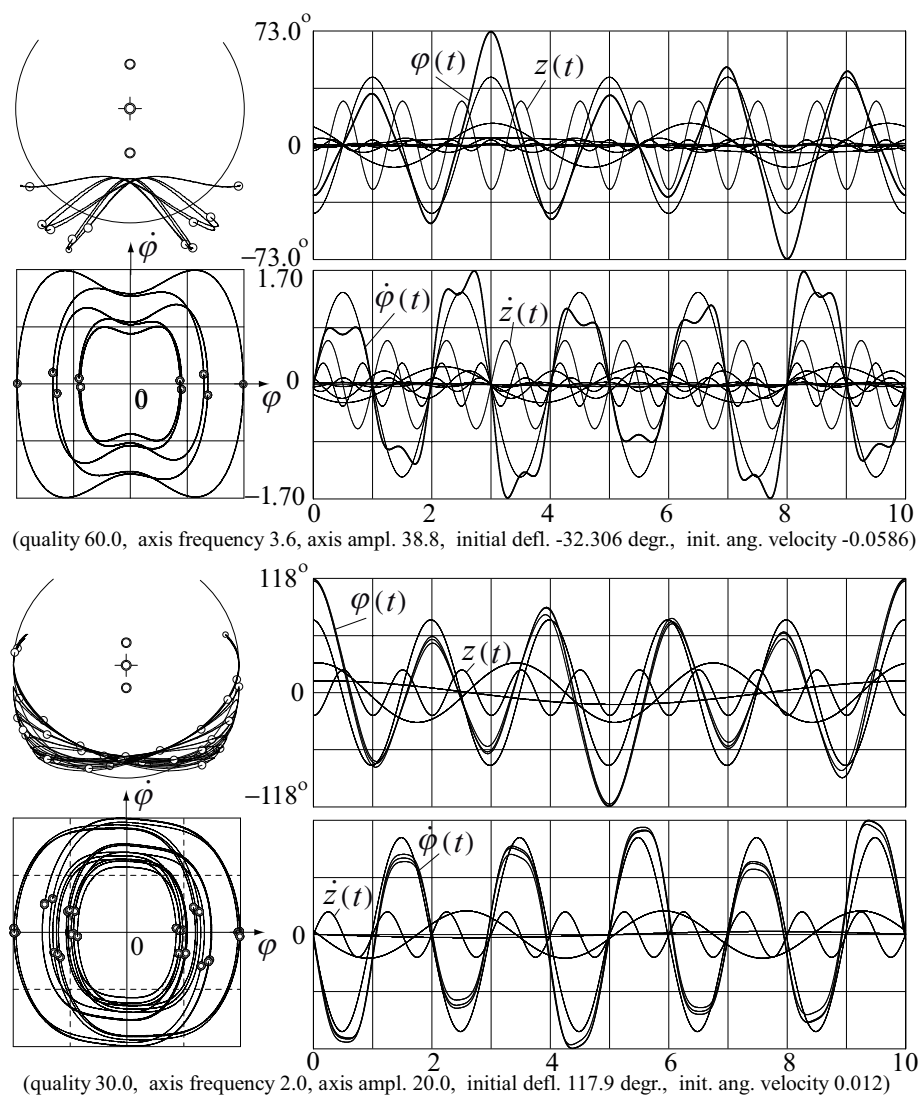 73.0°
φ(t)
z(t)
0
−73.0°
φ̇
1.70
φ̇(t)
ż(t)
0
0
φ
−1.70
0 2 4 6 8 10
(quality 60.0, axis frequency 3.6, axis ampl. 38.8, initial defl. -32.306 degr., init. ang. velocity -0.0586)
118°
φ(t)
z(t)
0
−118°
φ̇
φ̇(t)
ż(t)
0
0
φ
0 2 4 6 8 10
(quality 30.0, axis frequency 2.0, axis ampl. 20.0, initial defl. 117.9 degr., init. ang. velocity 0.012)